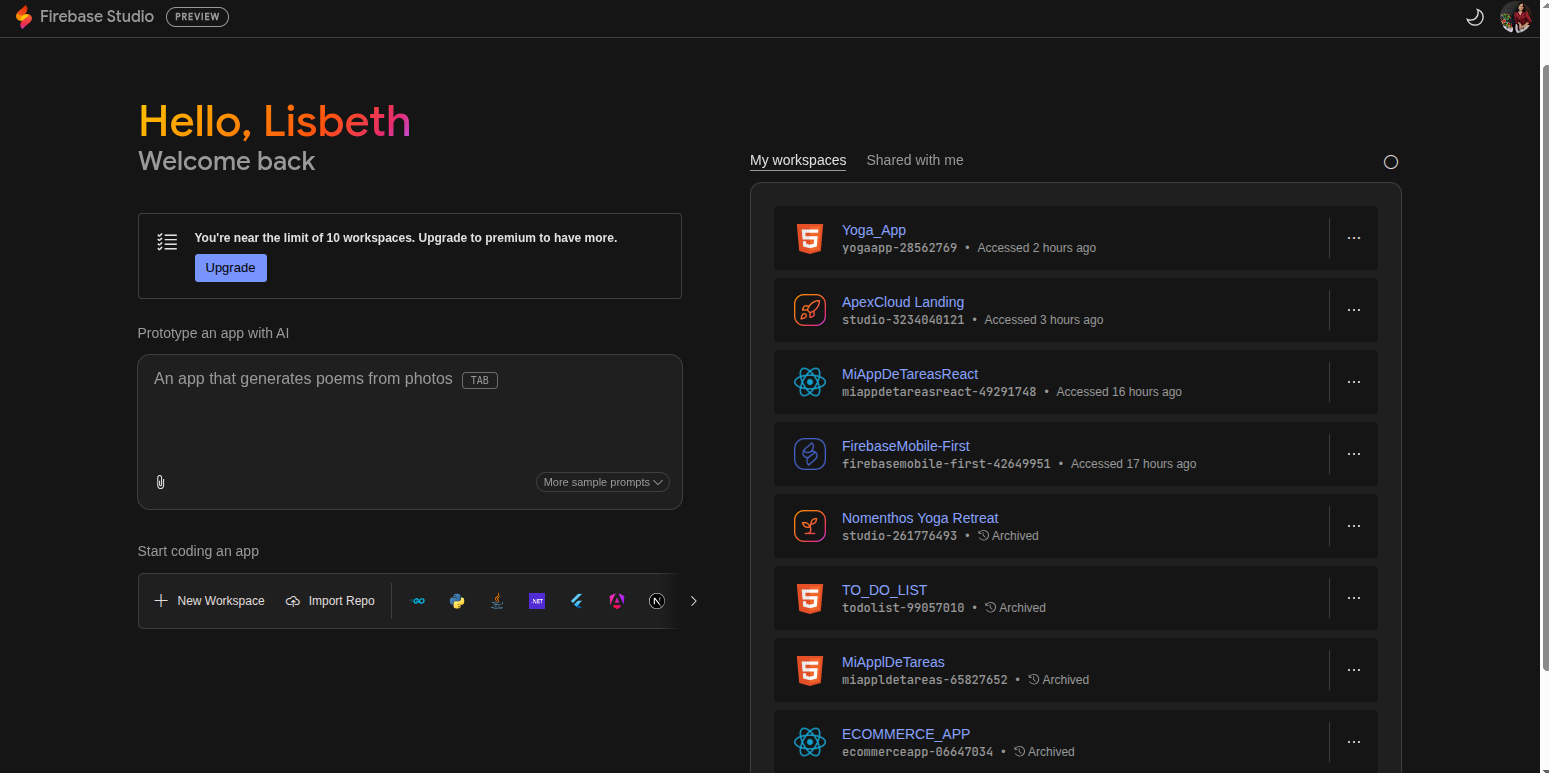 Firebase Studio PREVIEW
Hello, Lisbeth
Welcome back
You're near the limit of 10 workspaces. Upgrade to premium to have more.
Upgrade
Prototype an app with AI
An app that generates poems from photos TAB
More sample prompts
Start coding an app
New Workspace Import Repo GO .NET N
My workspaces Shared with me
Yoga_App
yogaapp-28562769 • Accessed 2 hours ago
ApexCloud Landing
studio-3234040121 • Accessed 3 hours ago
MiAppDeTareasReact
miappdetareasreact-49291748 • Accessed 16 hours ago
FirebaseMobile-First
firebasemobile-first-42649951 • Accessed 17 hours ago
Nomenthos Yoga Retreat
studio-261776493 • Archived
TO_DO_LIST
todolist-99057010 • Archived
MiApplDeTareas
miappldetareas-65827652 • Archived
ECOMMERCE_APP
ecommerceapp-06647034 • Archived